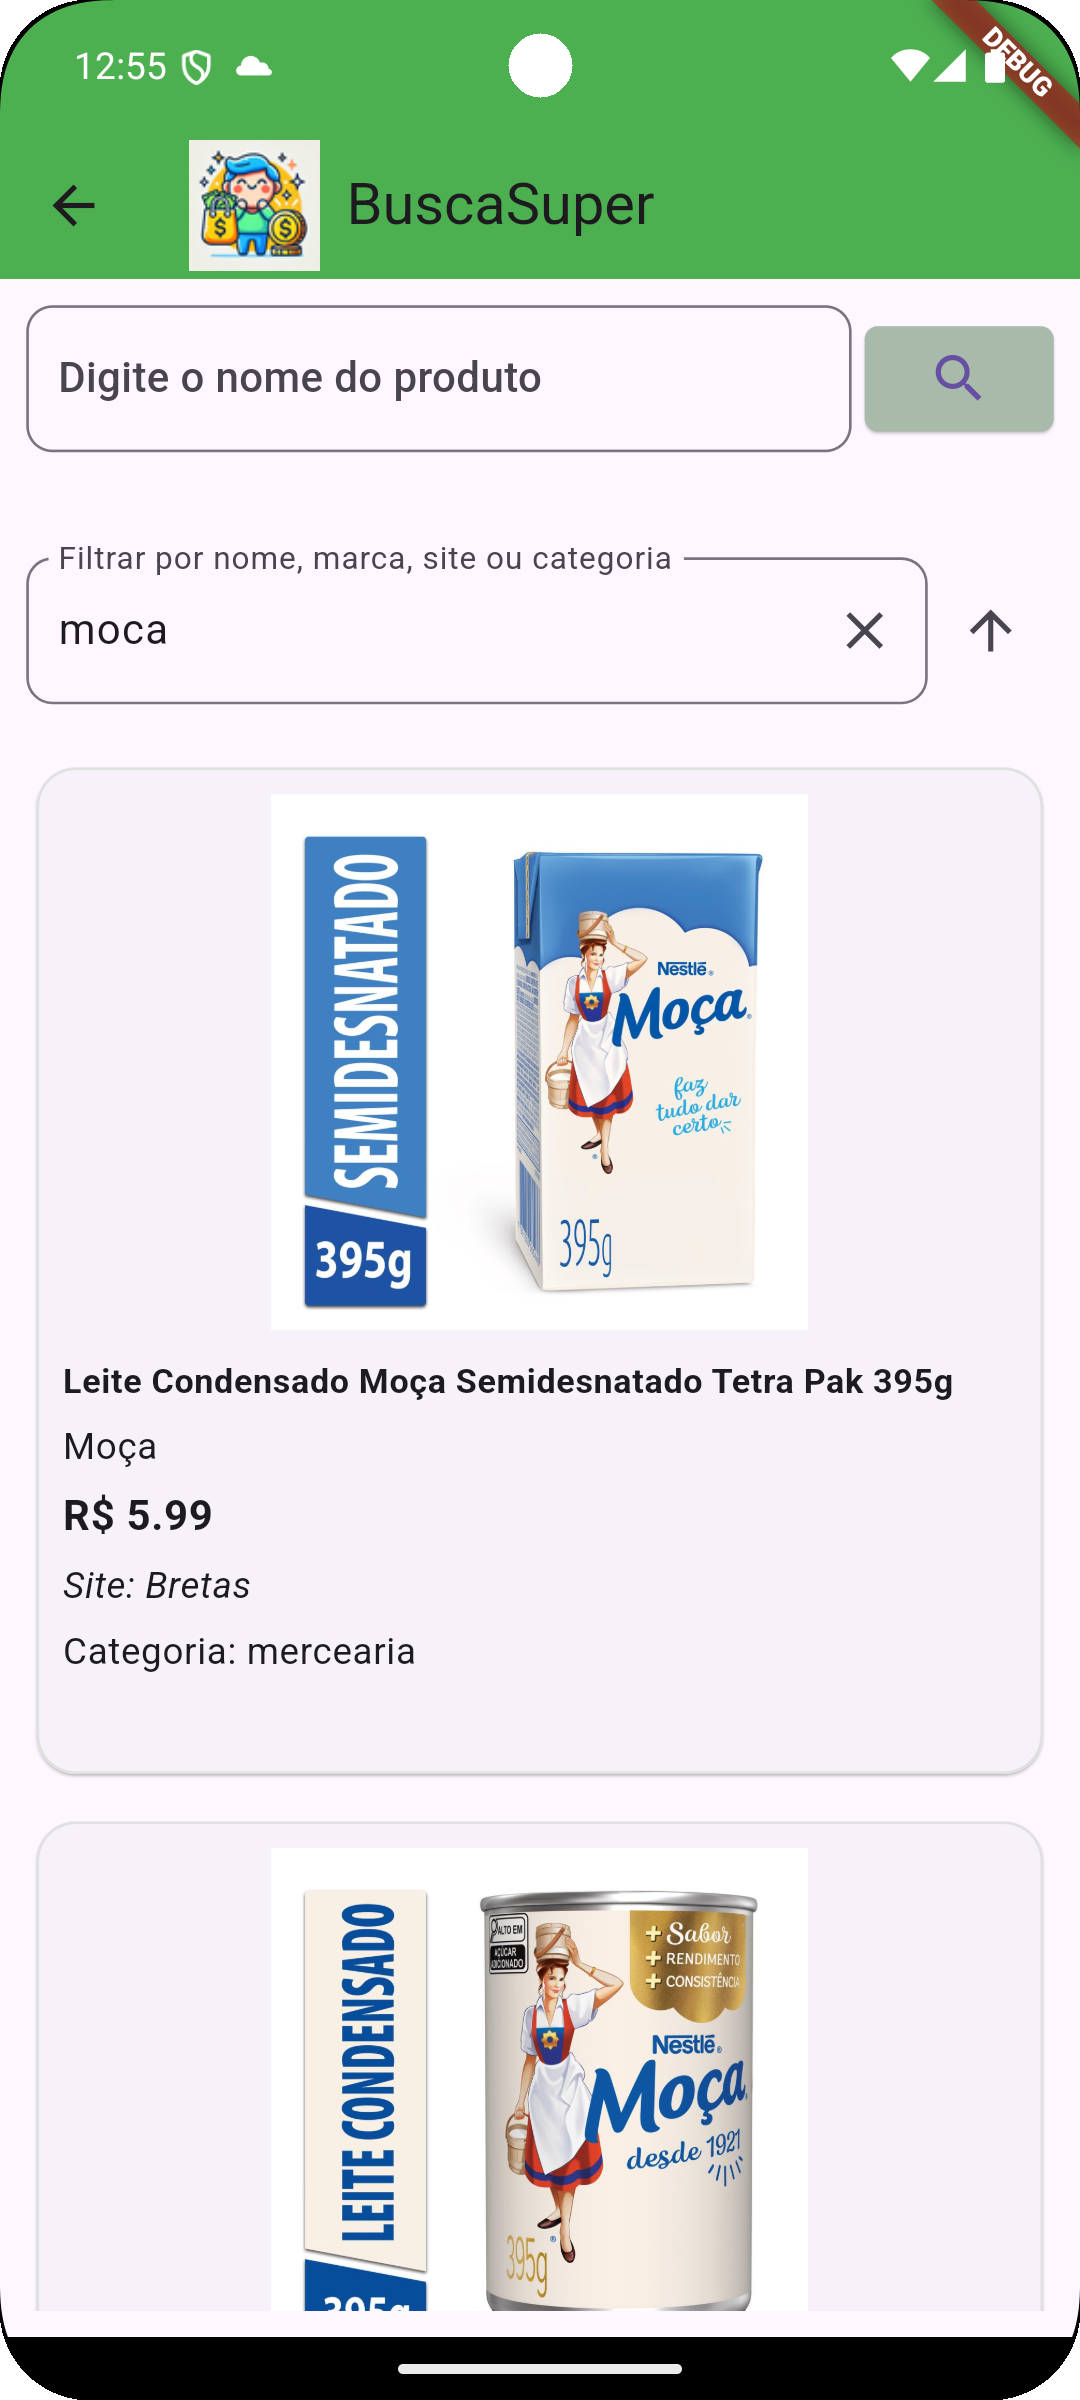 12:55
DEBUG
BuscaSuper
Digite o nome do produto
Filtrar por nome, marca, site ou categoria
moca
SEMIDESNATADO
395g
Nestlé
Moça
faz
tudo dar
certo
395g
Leite Condensado Moça Semidesnatado Tetra Pak 395g
Moça
R$ 5.99
Site: Bretas
Categoria: mercearia
LEITE CONDENSADO
395g
ALTO EM
AÇÚCAR
ADICIONADO
+ Sabor
+ RENDIMENTO
+ CONSISTÊNCIA
Nestlé
Moça
desde 1921
395g